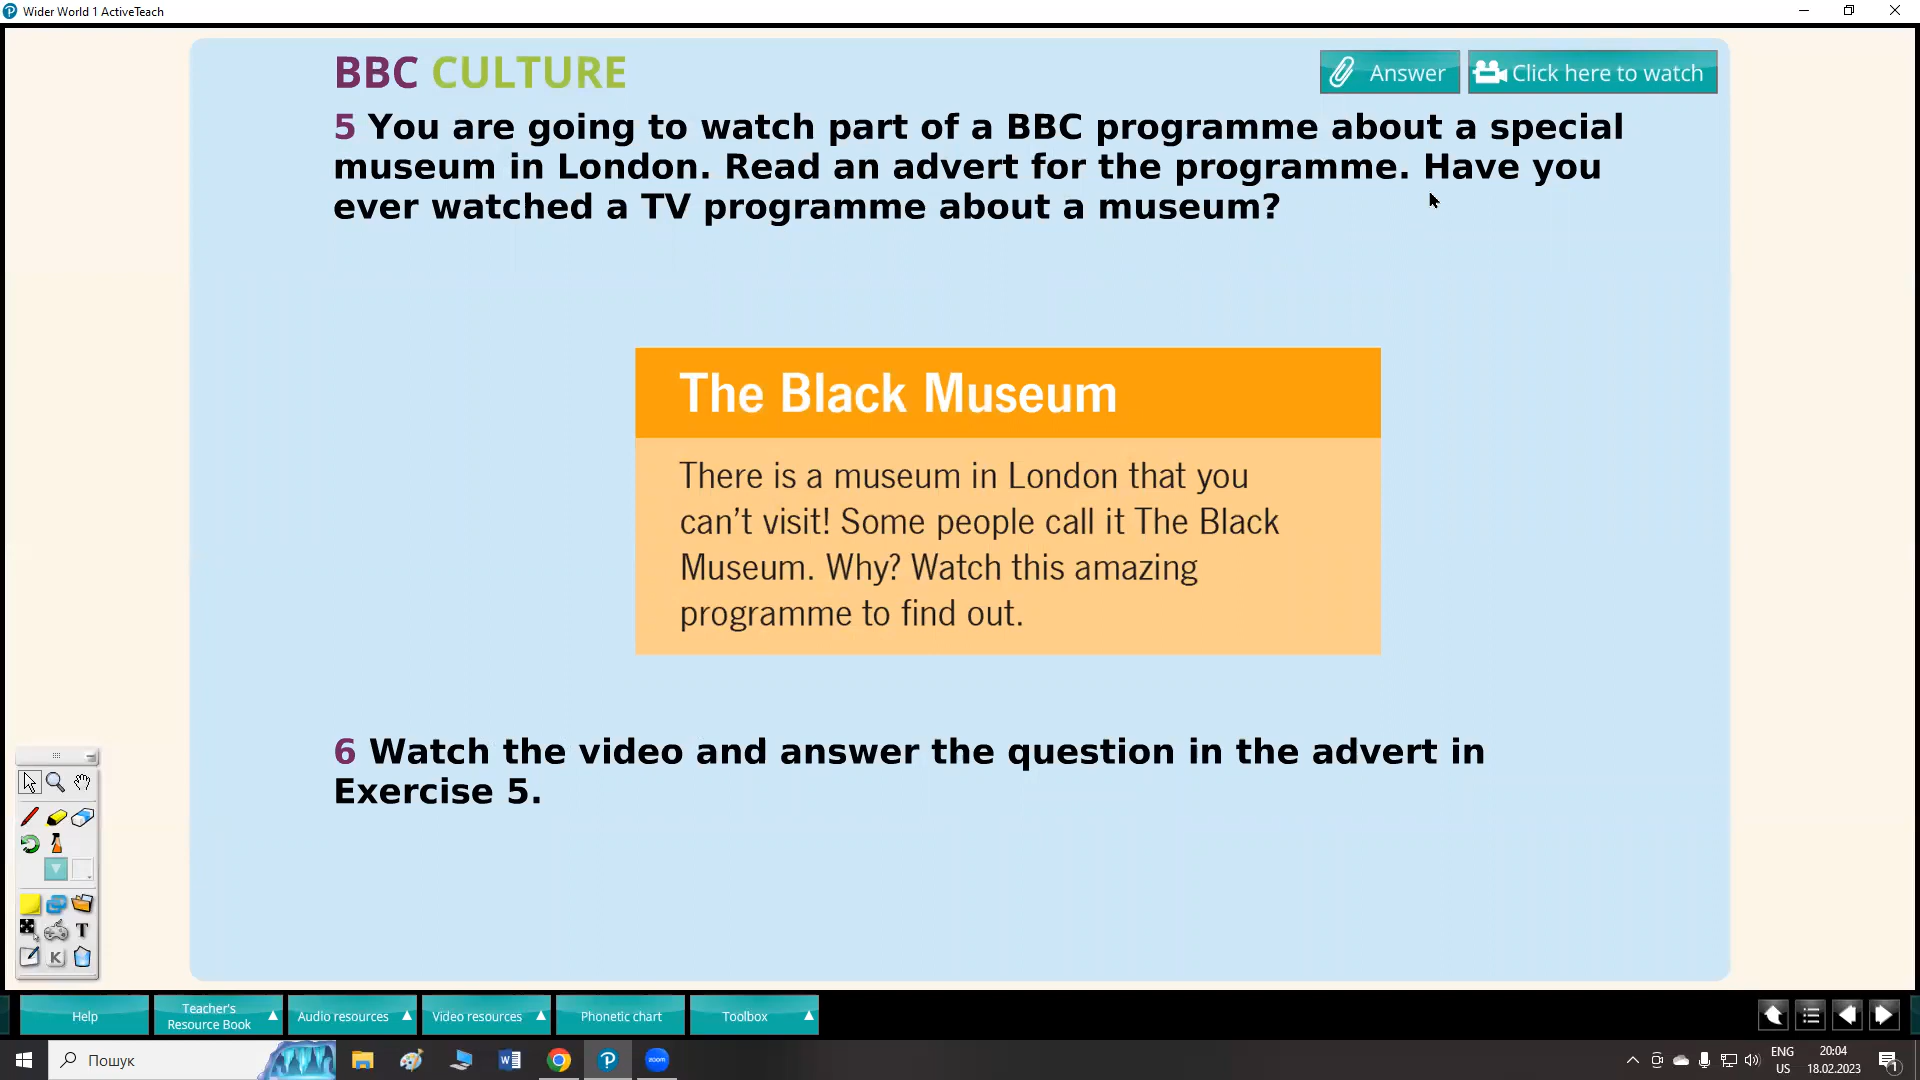 Wider World 1 ActiveTeach
BBC CULTURE
Answer
Click here to watch
5 You are going to watch part of a BBC programme about a special
museum in London. Read an advert for the programme. Have you
ever watched a TV programme about a museum?
The Black Museum
There is a museum in London that you
can't visit! Some people call it The Black
Museum. Why? Watch this amazing
programme to find out.
6 Watch the video and answer the question in the advert in
Exercise 5.
T
K
Help
Teacher's
Resource Book
Audio resources
Video resources
Phonetic chart
Toolbox
Пошук
zoom
ENG
US
20:04
18.02.2023
1